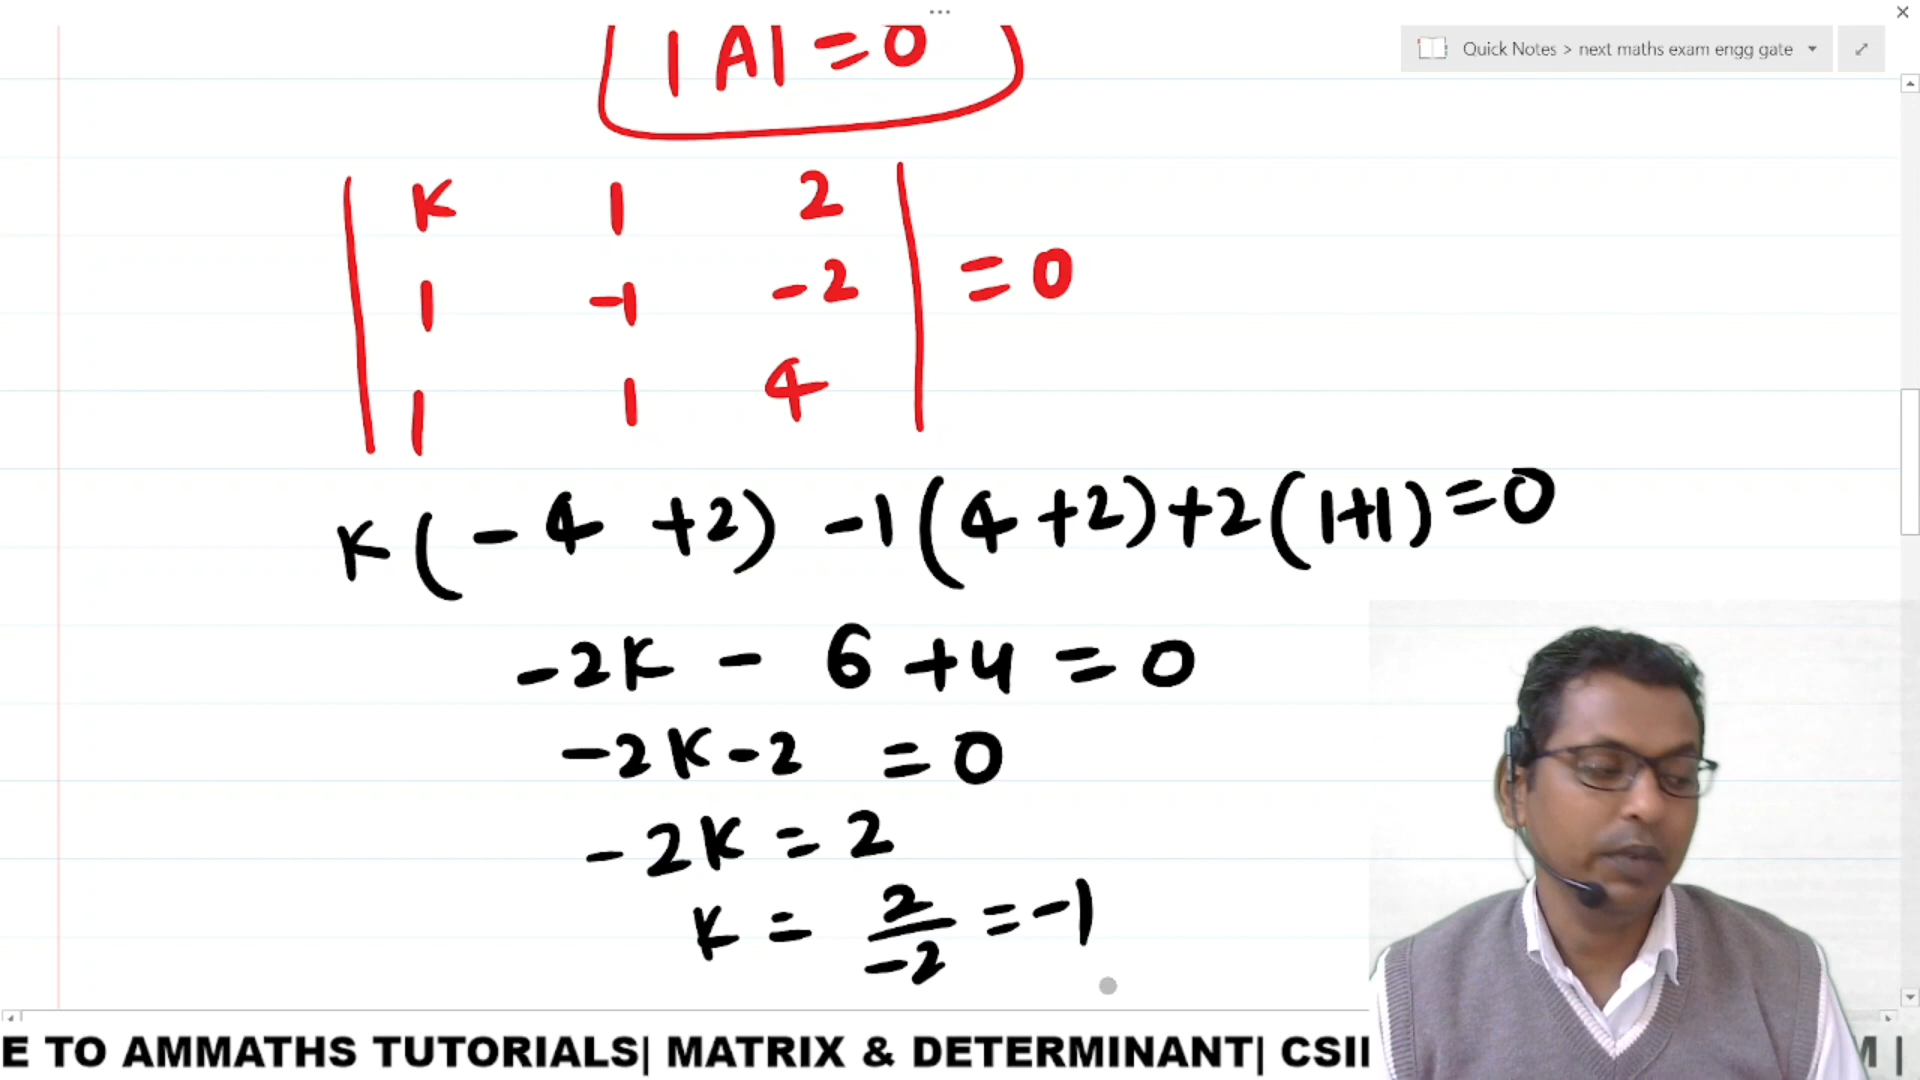 Quick Notes > next maths exam engg gate
|A| = 0
K 1 2
1 -1 -2 = 0
1 1 4
K(-4 +2) -1(4+2)+2(1+1)=0
-2K - 6 +4 = 0
-2K-2 = 0
-2K = 2
K = 2/-2 = -1
E TO AMMATHS TUTORIALS| MATRIX & DETERMINANT| CSI